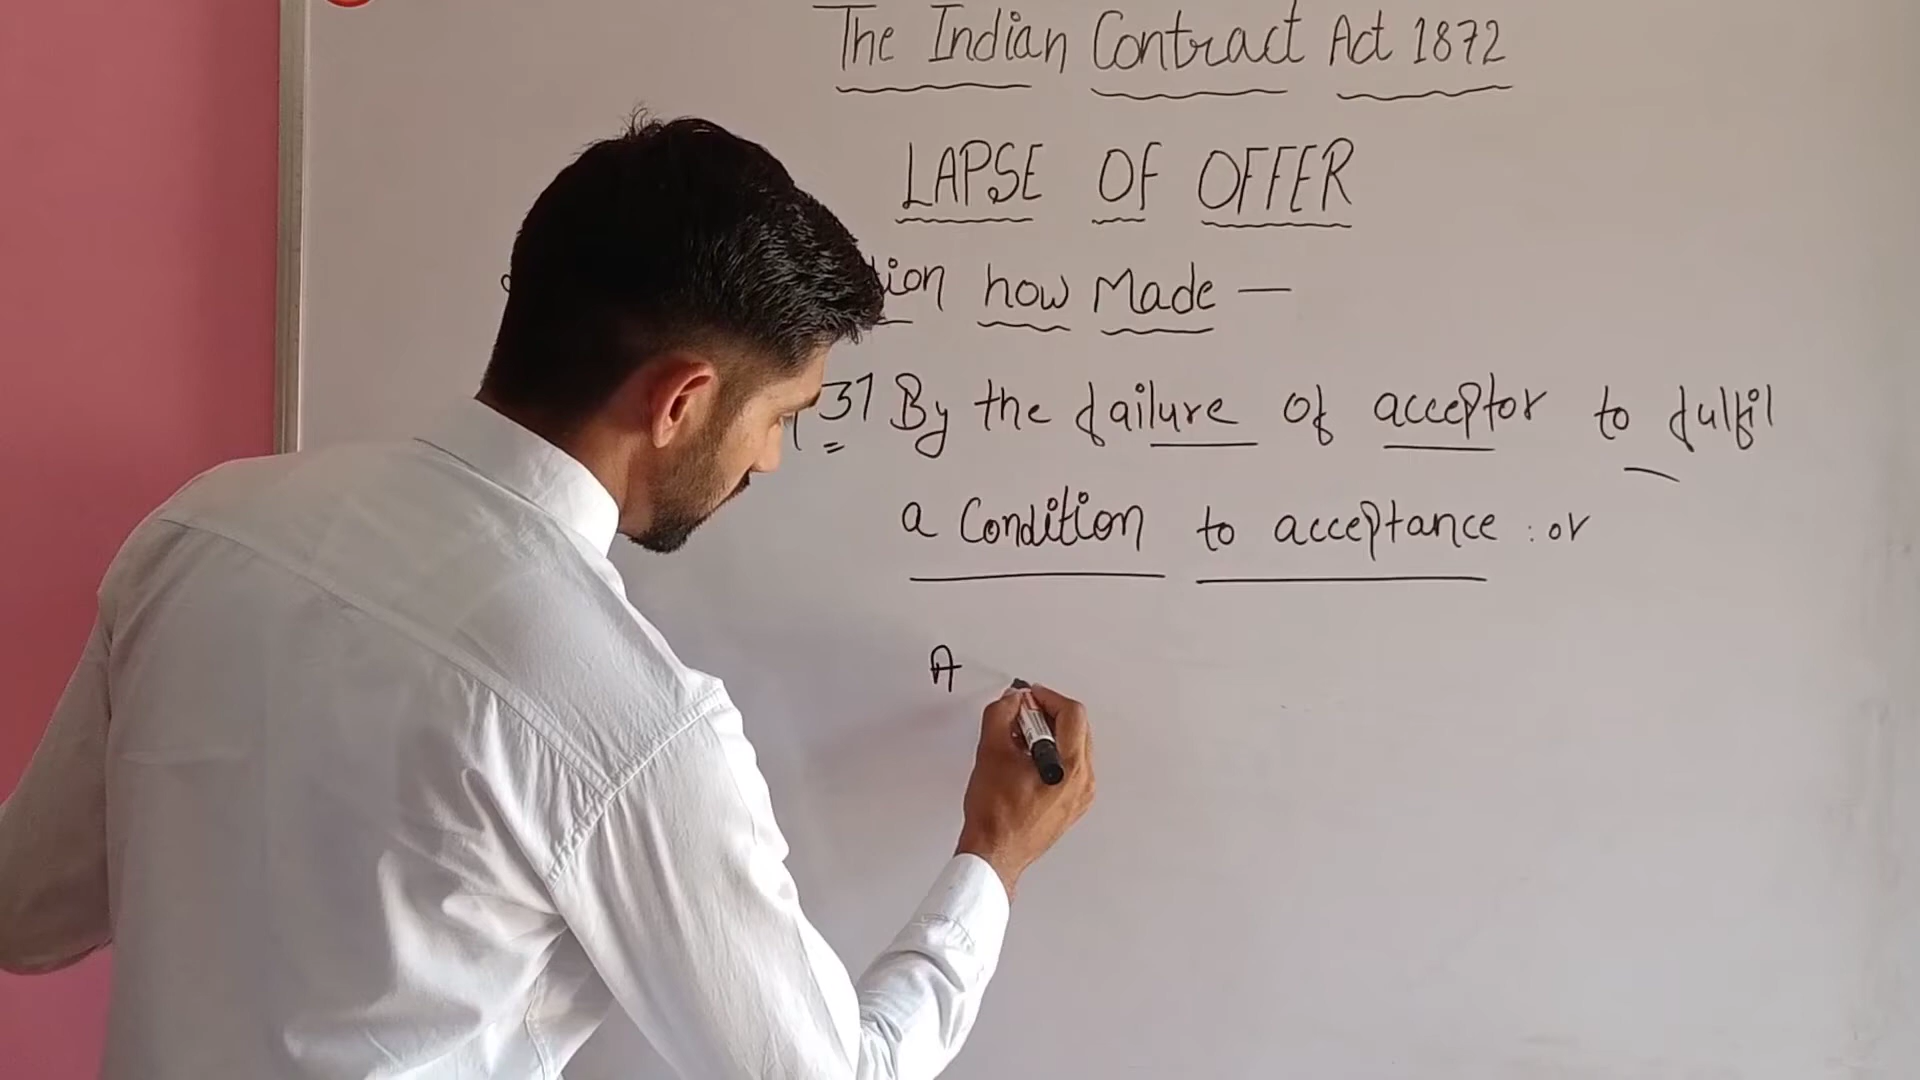 The Indian Contract Act 1872
LAPSE OF OFFER
how Made —
3) By the failure of acceptor to fulfil
a Condition to acceptance : or
A